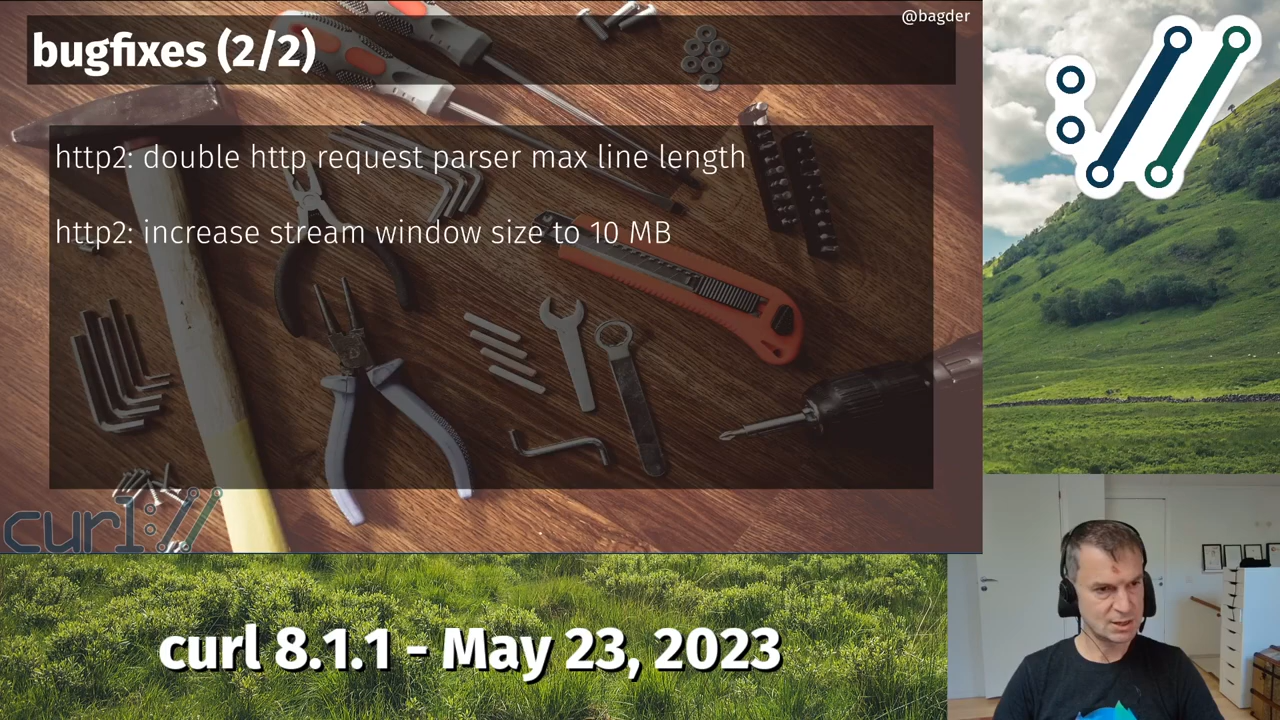 @bagder
bugfixes (2/2)
http2: double http request parser max line length
http2: increase stream window size to 10 MB
curl://
curl 8.1.1 - May 23, 2023